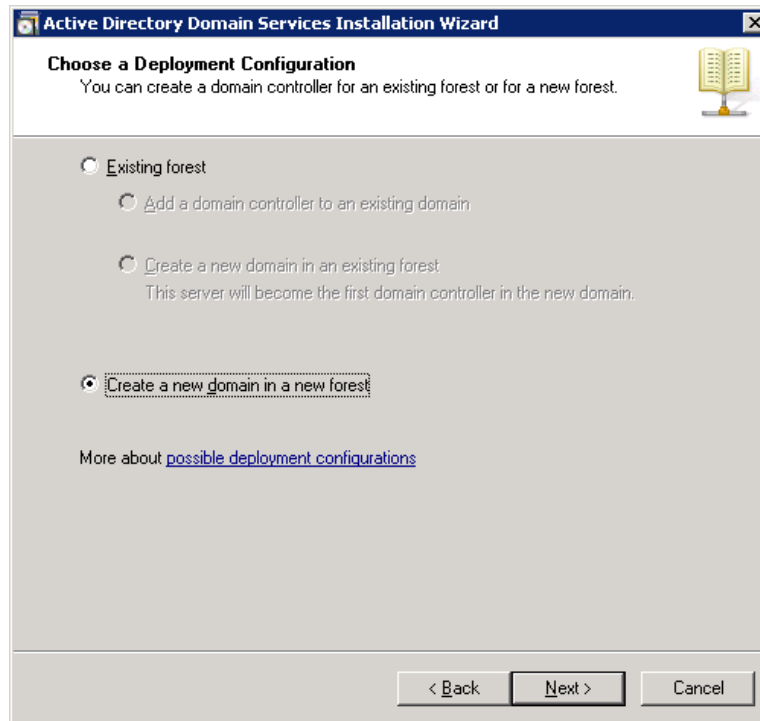 Active Directory Domain Services Installation Wizard
Choose a Deployment Configuration
You can create a domain controller for an existing forest or for a new forest.
Existing forest
Add a domain controller to an existing domain
Create a new domain in an existing forest
This server will become the first domain controller in the new domain.
Create a new domain in a new forest
More about possible deployment configurations
< Back Next > Cancel